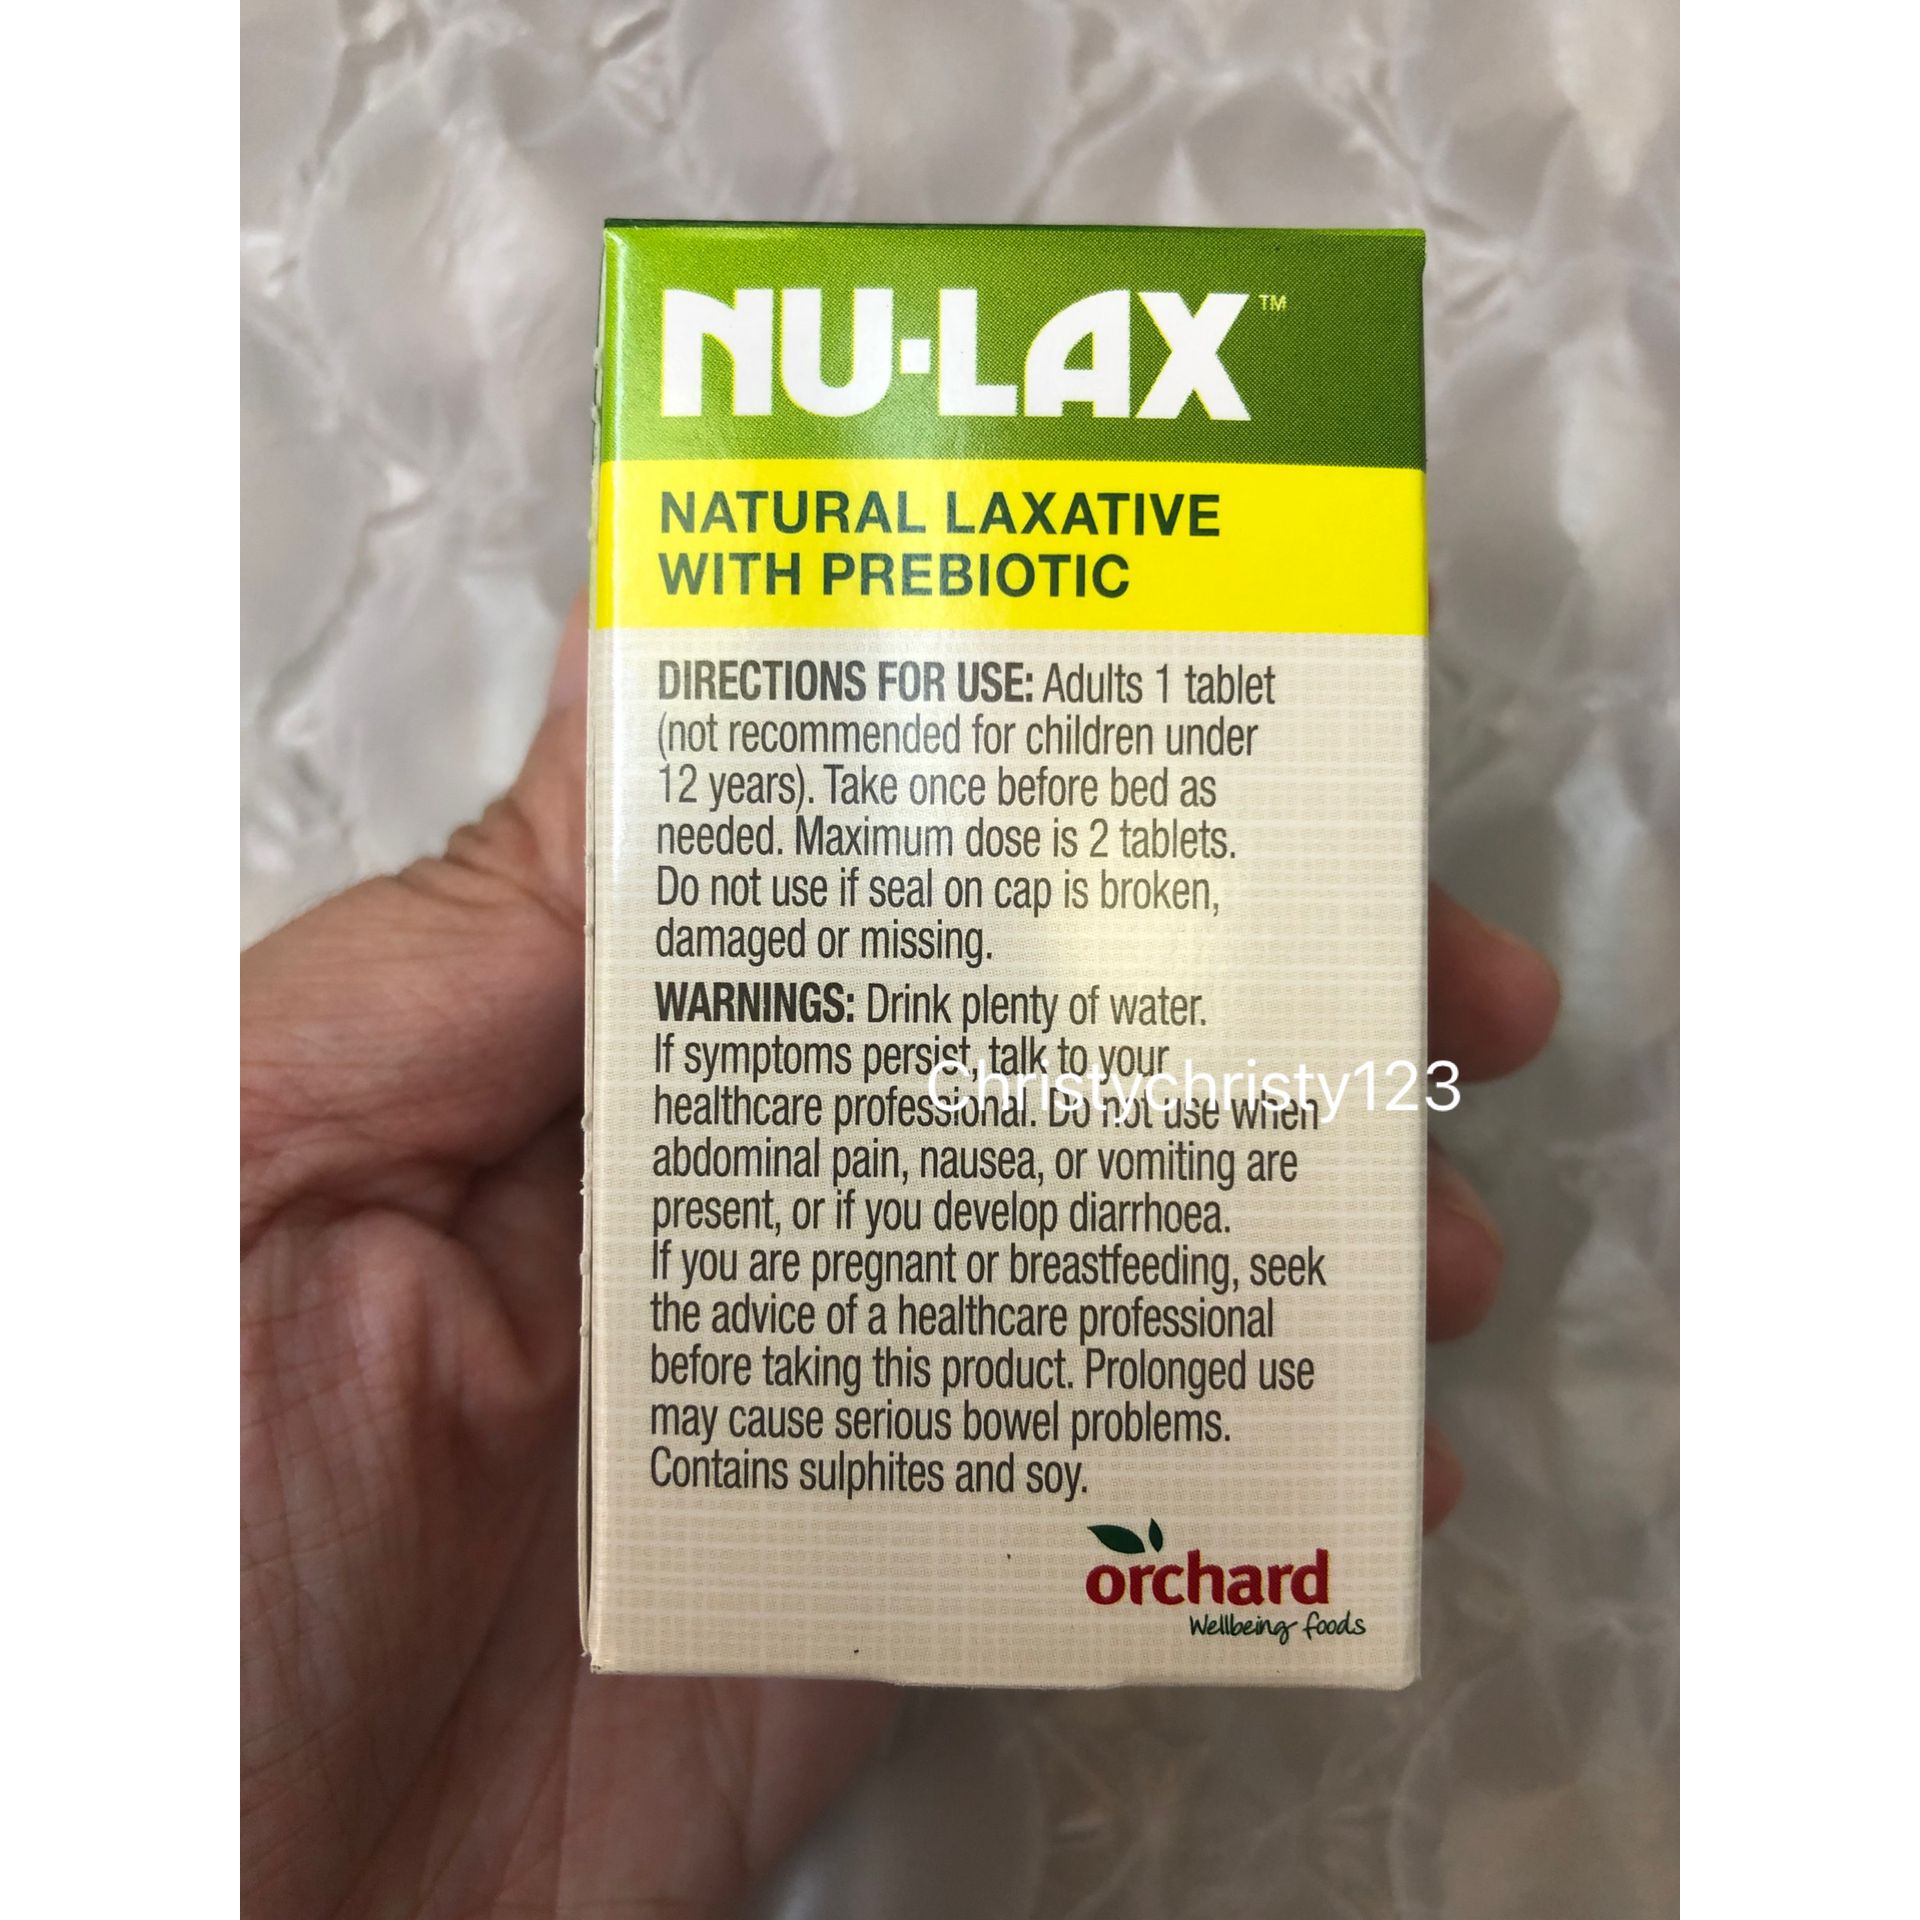 NU·LAX™
NATURAL LAXATIVE
WITH PREBIOTIC
DIRECTIONS FOR USE: Adults 1 tablet
(not recommended for children under
12 years). Take once before bed as
needed. Maximum dose is 2 tablets.
Do not use if seal on cap is broken,
damaged or missing.
WARNINGS: Drink plenty of water.
If symptoms persist, talk to your
Christychristy123
healthcare professional. Do not use when
abdominal pain, nausea, or vomiting are
present, or if you develop diarrhoea.
If you are pregnant or breastfeeding, seek
the advice of a healthcare professional
before taking this product. Prolonged use
may cause serious bowel problems.
Contains sulphites and soy.
orchard
Wellbeing foods